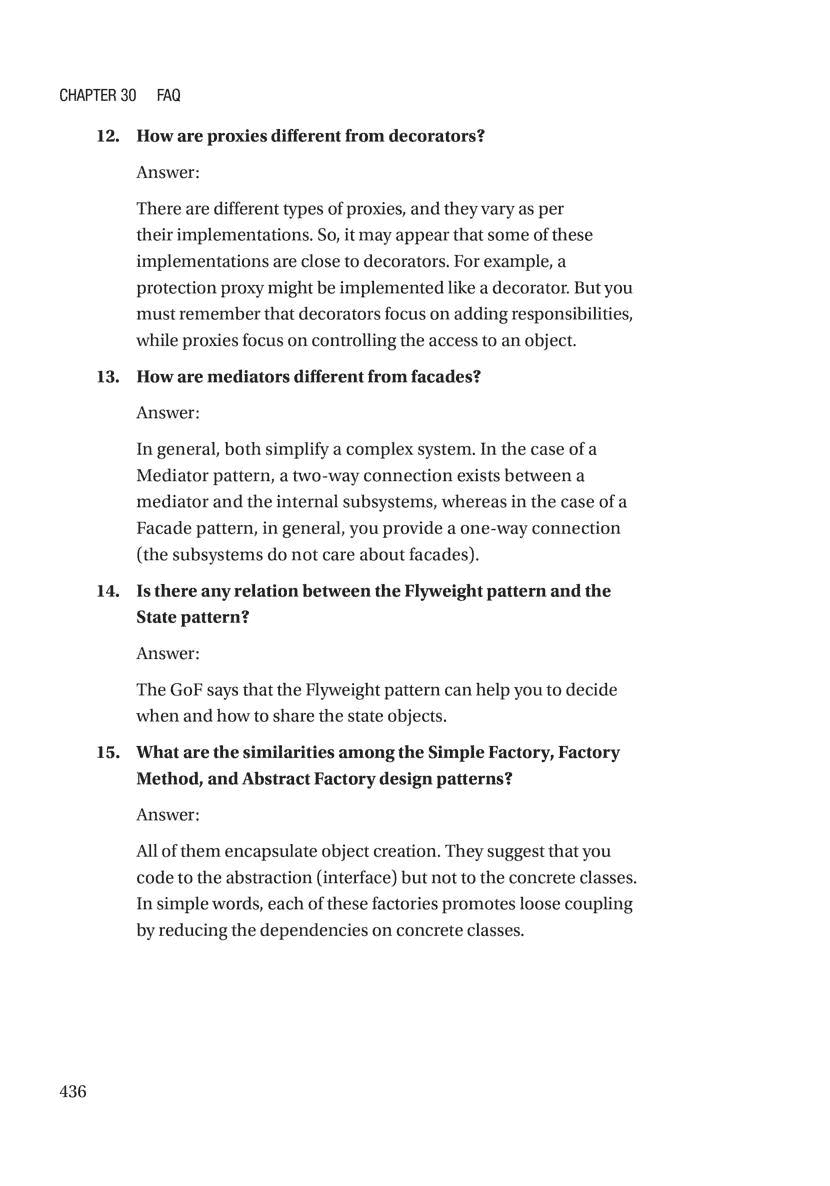 CHAPTER 30 FAQ
12. How are proxies different from decorators?
Answer:
There are different types of proxies, and they vary as per
their implementations. So, it may appear that some of these
implementations are close to decorators. For example, a
protection proxy might be implemented like a decorator. But you
must remember that decorators focus on adding responsibilities,
while proxies focus on controlling the access to an object.
13. How are mediators different from facades?
Answer:
In general, both simplify a complex system. In the case of a
Mediator pattern, a two-way connection exists between a
mediator and the internal subsystems, whereas in the case of a
Facade pattern, in general, you provide a one-way connection
(the subsystems do not care about facades).
14. Is there any relation between the Flyweight pattern and the
State pattern?
Answer:
The GoF says that the Flyweight pattern can help you to decide
when and how to share the state objects.
15. What are the similarities among the Simple Factory, Factory
Method, and Abstract Factory design patterns?
Answer:
All of them encapsulate object creation. They suggest that you
code to the abstraction (interface) but not to the concrete classes.
In simple words, each of these factories promotes loose coupling
by reducing the dependencies on concrete classes.
436